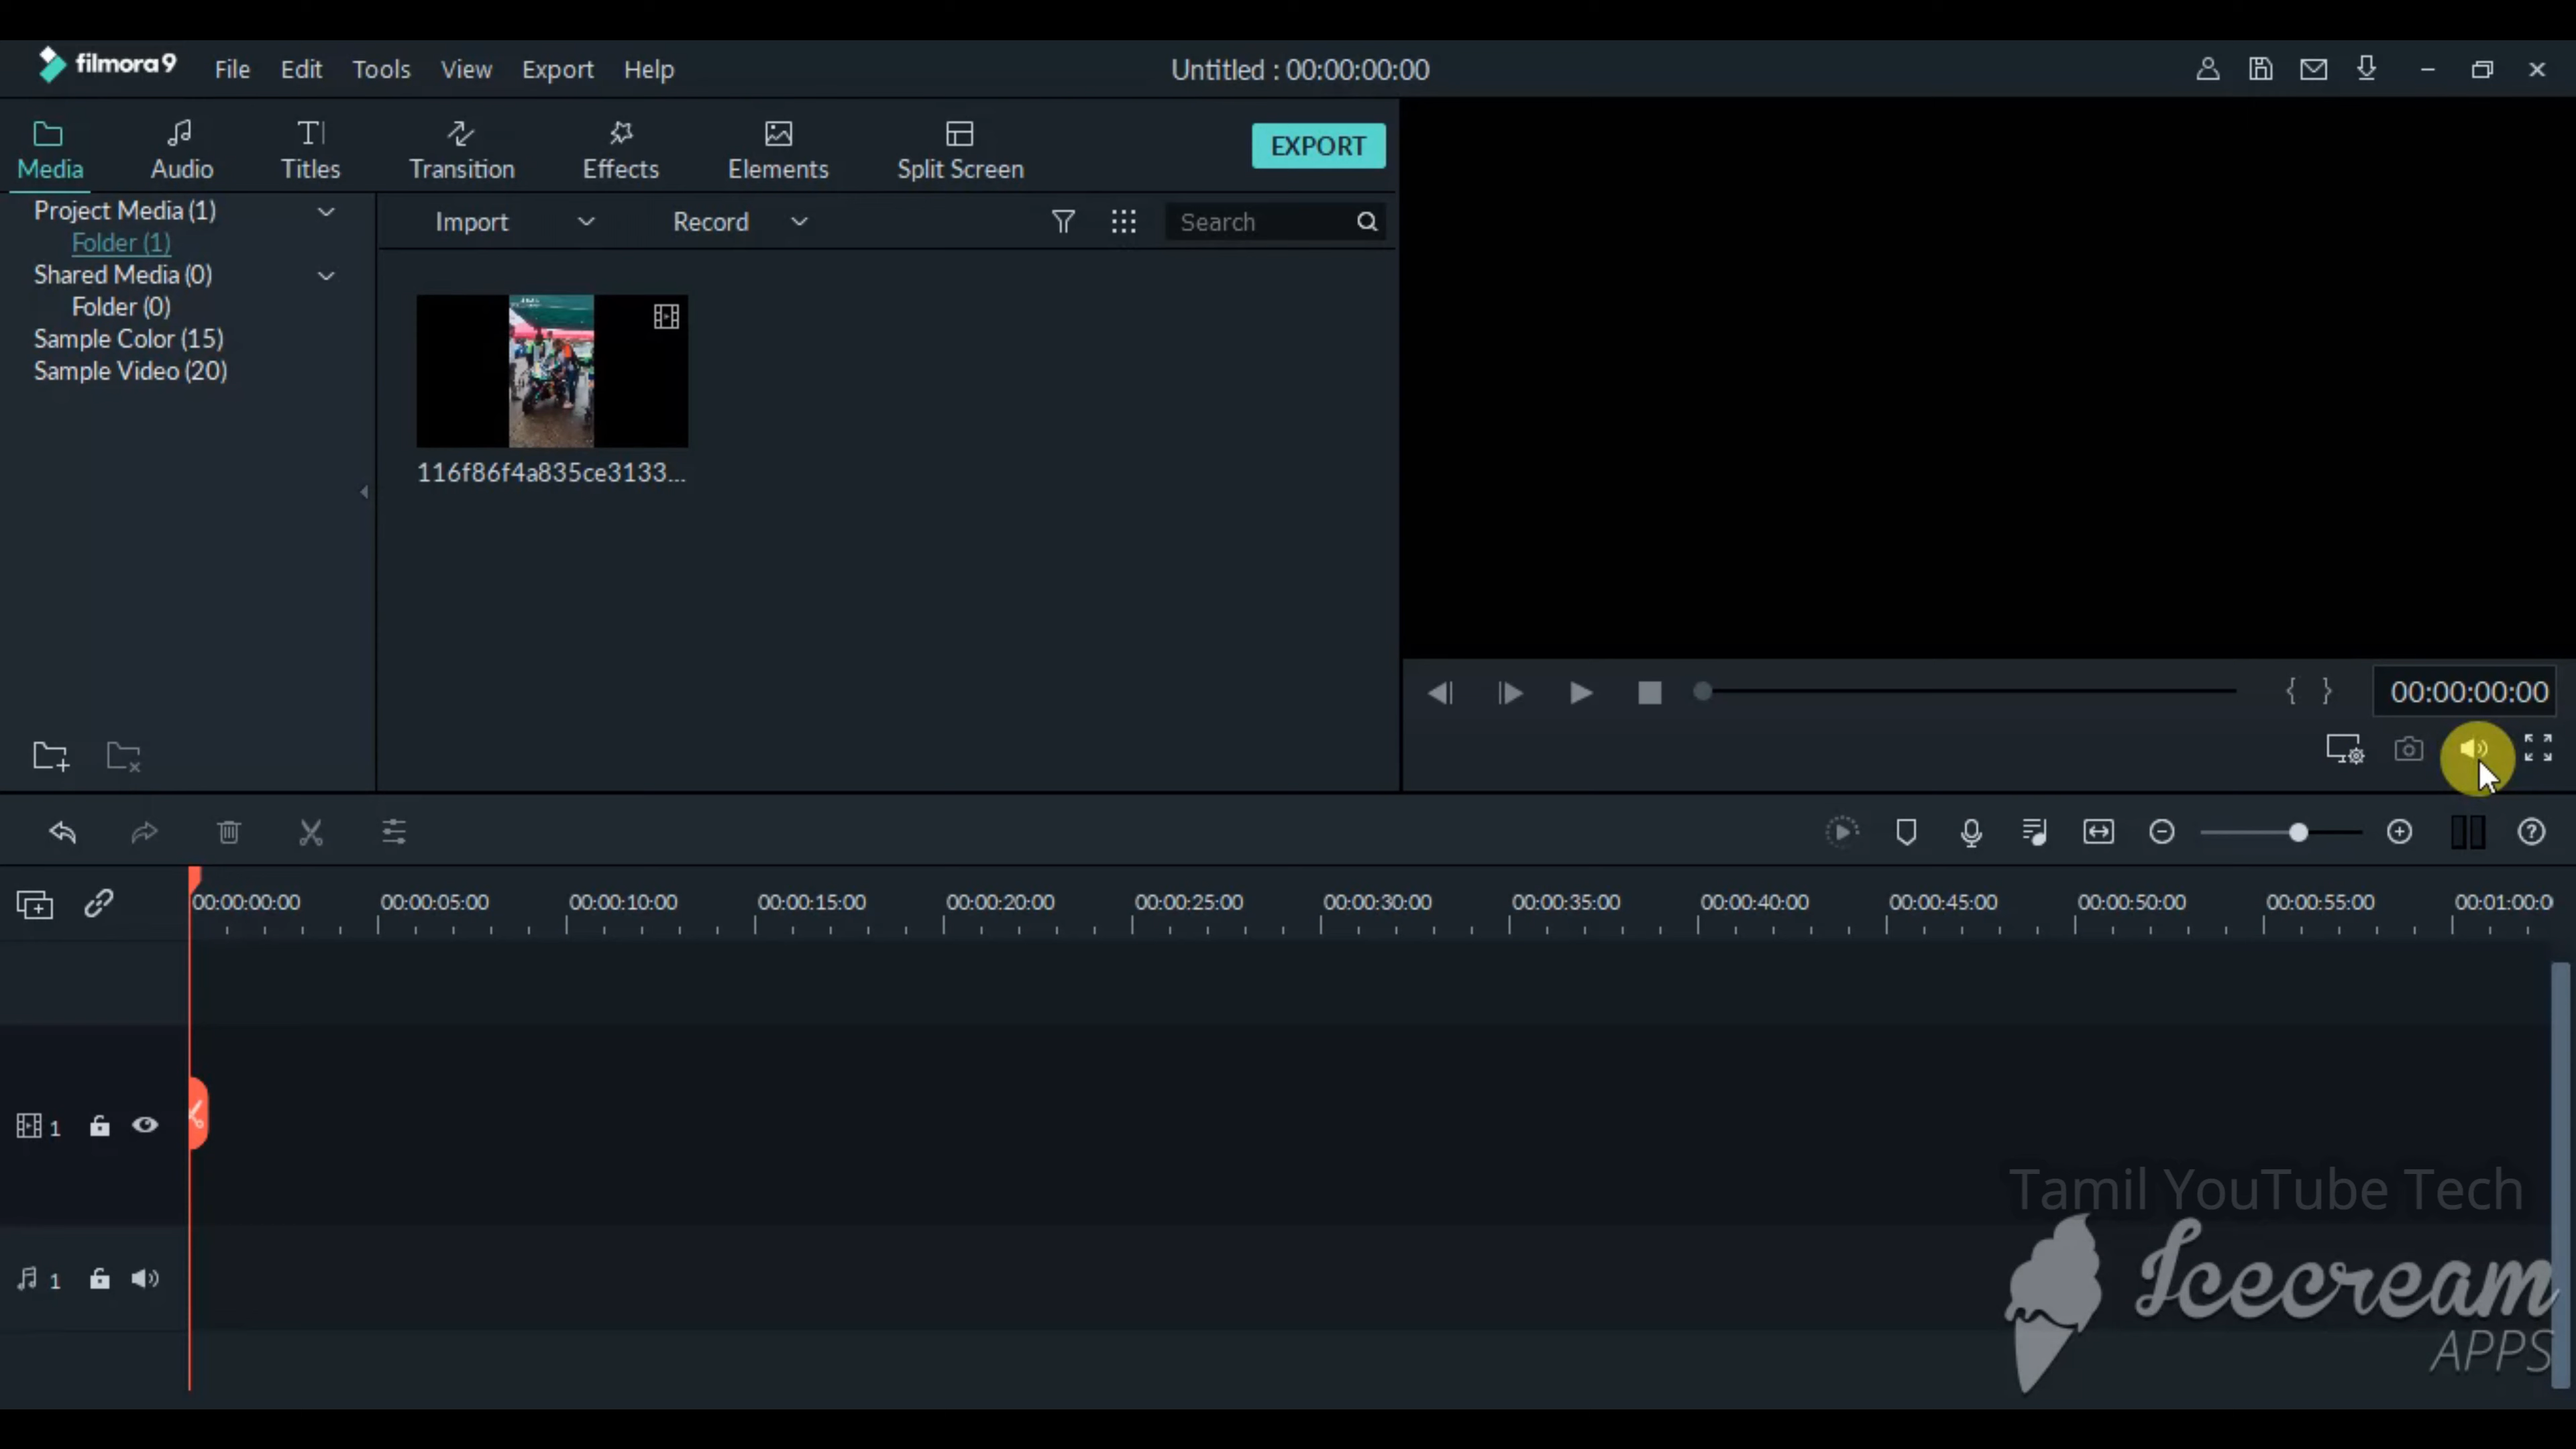 filmora9 File Edit Tools View Export Help Untitled : 00:00:00:00
Media Audio Titles Transition Effects Elements Split Screen EXPORT
Project Media (1)
Folder (1)
Shared Media (0)
Folder (0)
Sample Color (15)
Sample Video (20)
Import Record Search
116f86f4a835ce3133...
00:00:00:00
00:00:00:00 00:00:05:00 00:00:10:00 00:00:15:00 00:00:20:00 00:00:25:00 00:00:30:00 00:00:35:00 00:00:40:00 00:00:45:00 00:00:50:00 00:00:55:00 00:01:00:0
1
1
Tamil YouTube Tech
Icecream
APPS